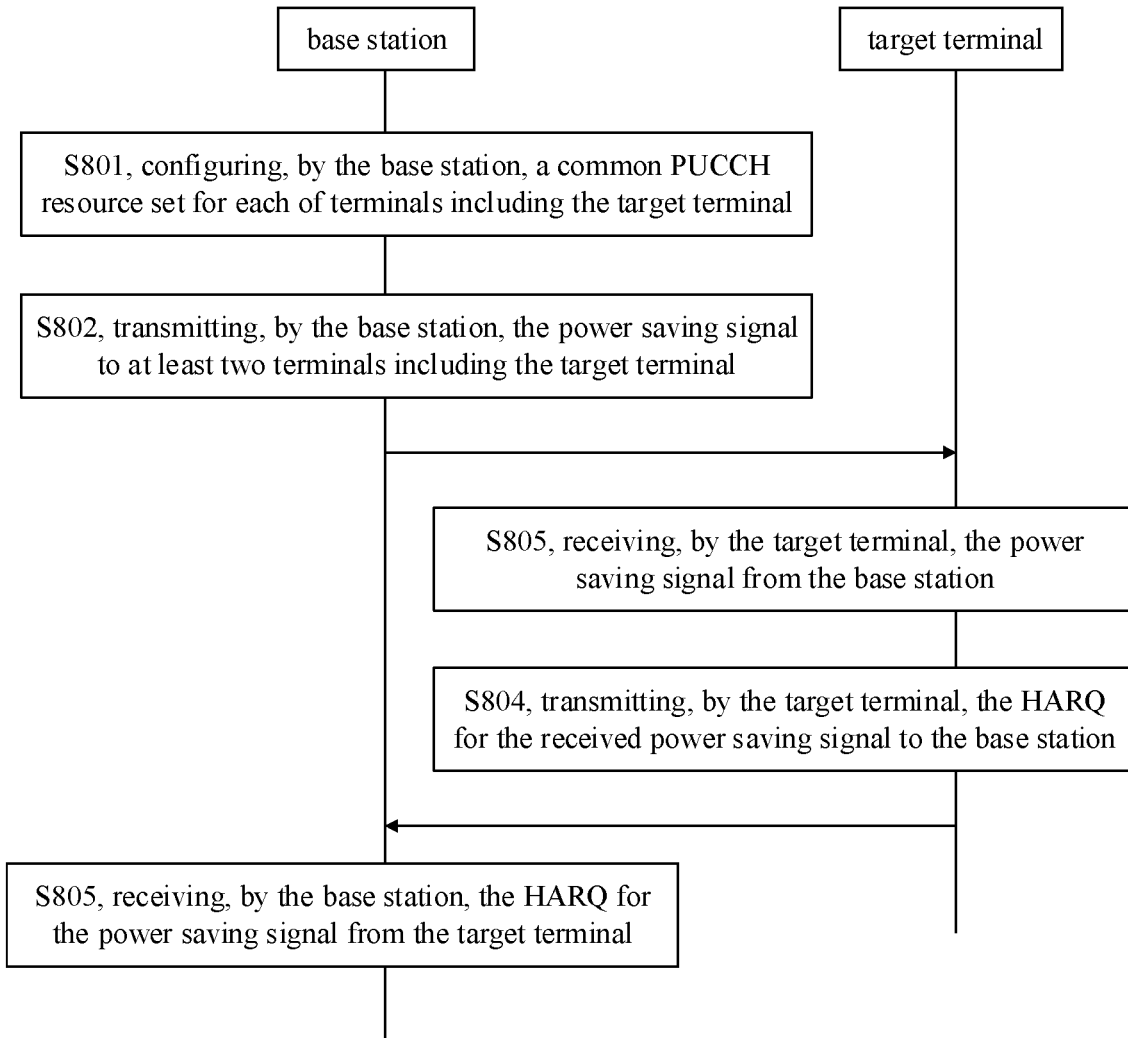 base station
target terminal
S801, configuring, by the base station, a common PUCCH
resource set for each of terminals including the target terminal
S802, transmitting, by the base station, the power saving signal
to at least two terminals including the target terminal
S805, receiving, by the target terminal, the power
saving signal from the base station
S804, transmitting, by the target terminal, the HARQ
for the received power saving signal to the base station
S805, receiving, by the base station, the HARQ for
the power saving signal from the target terminal